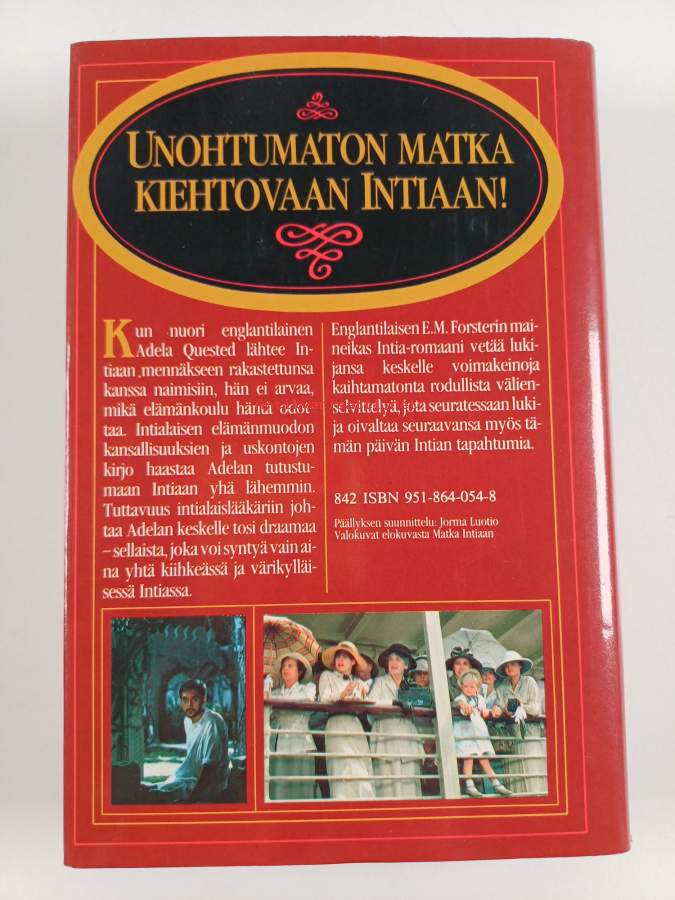 UNOHTUMATON MATKA
KIEHTOVAAN INTIAAN!
Kun nuori englantilainen
Adela Quested lähtee In-
tiaan ,mennäkseen rakastettunsa
kanssa naimisiin, hän ei arvaa,
mikä elämänkoulu häntä odot-
taa. Intialaisen elämänmuodon
kansallisuuksien ja uskontojen
kirjo haastaa Adelan tutustu-
maan Intiaan yhä lähemmin.
Tuttavuus intialaislääkäriin joh-
taa Adelan keskelle tosi draamaa
– sellaista, joka voi syntyä vain ai-
na yhtä kiihkeässä ja värikylläi-
sessä Intiassa.
Englantilaisen E.M. Forsterin mai-
neikas Intia-romaani vetää luki-
jansa keskelle voimakeinoja
kaihtamatonta rodullista välien-
selvittelyä, jota seuratessaan luki-
ja oivaltaa seuraavansa myös tä-
män päivän Intian tapahtumia.
842 ISBN 951-864-054-8
Päällyksen suunnittelu: Jorma Luotio
Valokuvat elokuvasta Matka Intiaan